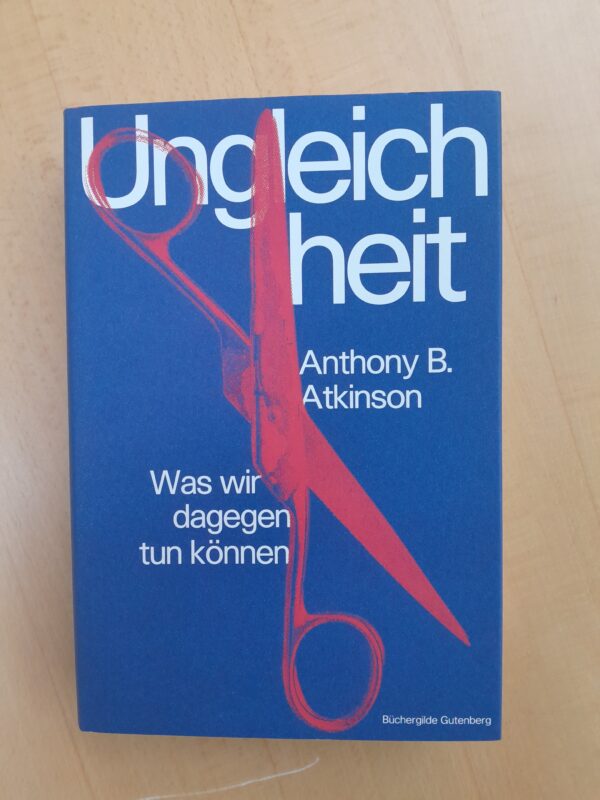 Ungleich
heit
Anthony B.
Atkinson
Was wir
dagegen
tun können
Büchergilde Gutenberg